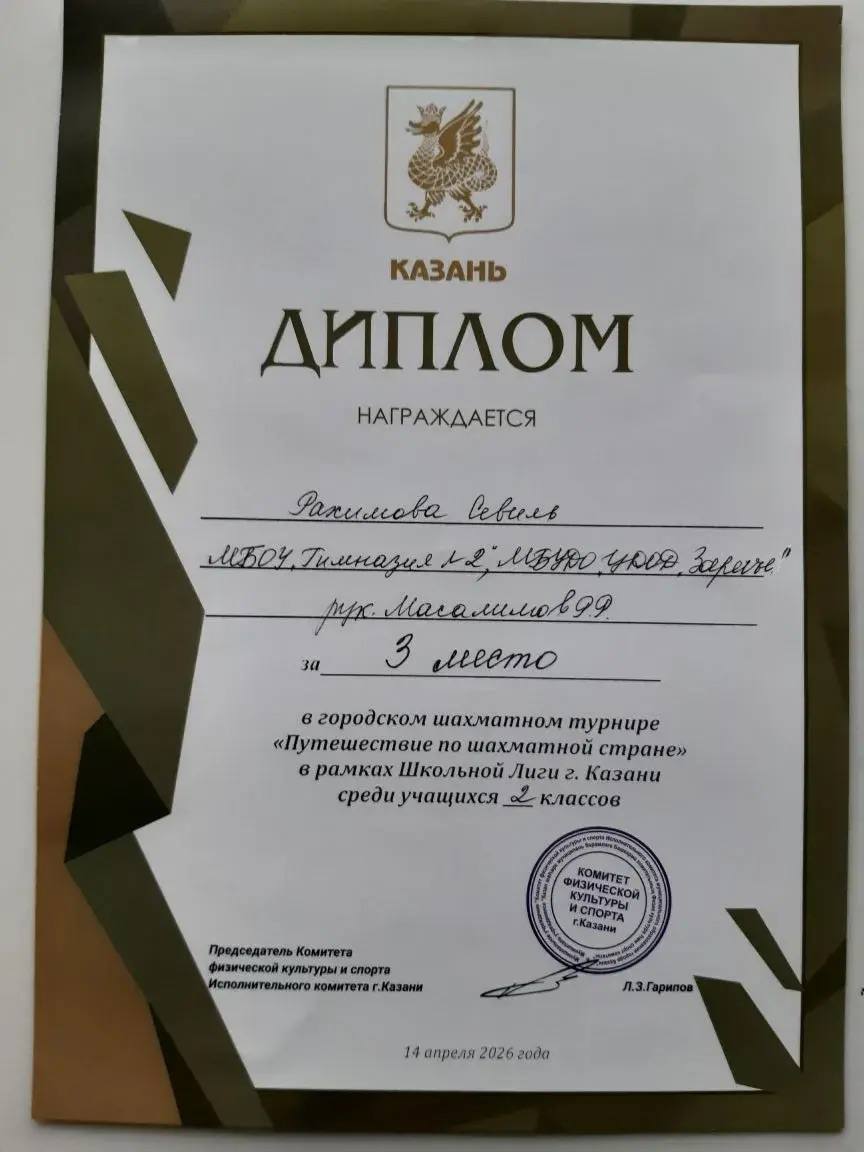 КАЗАНЬ
ДИПЛОМ
НАГРАЖДАЕТСЯ
Рахимова Севиль
МБОУ „Гимназия №2", МБУДО „ЦДОД „Заречье"
рук. Масалимов Р.Р.
за 3 место
в городском шахматном турнире
«Путешествие по шахматной стране»
в рамках Школьной Лиги г. Казани
среди учащихся 2 классов
КОМИТЕТ
ФИЗИЧЕСКОЙ
КУЛЬТУРЫ
И СПОРТА
г.Казани
Председатель Комитета
физической культуры и спорта
Исполнительного комитета г.Казани
Л.З.Гарипов
14 апреля 2026 года